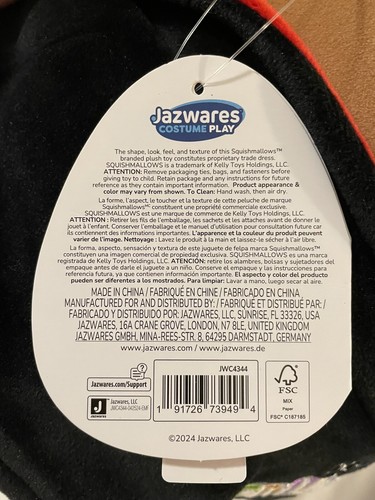 Jazwares
COSTUME PLAY
The shape, look, feel, and texture of this Squishmallows™
branded plush toy constitutes proprietary trade dress.
SQUISHMALLOWS is a trademark of Kelly Toys Holdings, LLC.
ATTENTION: Remove packaging ties, bags, and fasteners before
giving toy to child. Retain package and any instructions for future
reference as they contain important information. Product appearance &
color may vary from shown. To Clean: Hand wash, then air dry.
La forme, l'aspect, le toucher et la texture de cette peluche de marque
Squishmallows™ constituent une propriété commerciale exclusive.
SQUISHMALLOWS est une marque de commerce de Kelly Toys Holdings, LLC.
ATTENTION : Retirer les fils de l'emballage, les sachets et les attaches avant de donner le
jouet à l'enfant. Conserver l'emballage et le manuel d'utilisation pour consultation future car
ils contiennent des informations importantes. L'apparence et la couleur du produit peuvent
varier de l'image. Nettoyage : Lavez le produit à la main et laissez-le sécher à l'air libre.
La forma, aspecto, sensación y textura de este juguete de felpa marca Squishmallows™
constituyen una imagen comercial de propiedad exclusiva. SQUISHMALLOWS es una marca
registrada de Kelly Toys Holdings, LLC. ATENCIÓN: retire los alambres, bolsas y sujetadores del
empaque antes de darle el juguete a un niño. Conserve el empaque y las instrucciones para
referencia futura, ya que contienen información importante. El aspecto y color del producto
pueden ser diferentes a los mostrados. Para limpiar: Lavar a mano, luego secar al aire.
MADE IN CHINA / FABRIQUÉ EN CHINE / FABRICADO EN CHINA
MANUFACTURED FOR AND DISTRIBUTED BY: / FABRIQUÉ ET DISTRIBUÉ PAR: /
FABRICADO Y DISTRIBUIDO POR: JAZWARES, LLC, SUNRISE, FL 33326, USA
JAZWARES, 16A CRANE GROVE, LONDON, N7 8LE, UNITED KINGDOM
JAZWARES GMBH, MINA-REES-STR. 8, 64295 DARMSTADT, GERMANY
www.jazwares.com / www.jazwares.de
Jazwares.com/Support
J
Jazwares, LLC
JWC4344
1 91726 73949 4
FSC
MIX
Paper
FSC® C167185
©2024 Jazwares, LLC